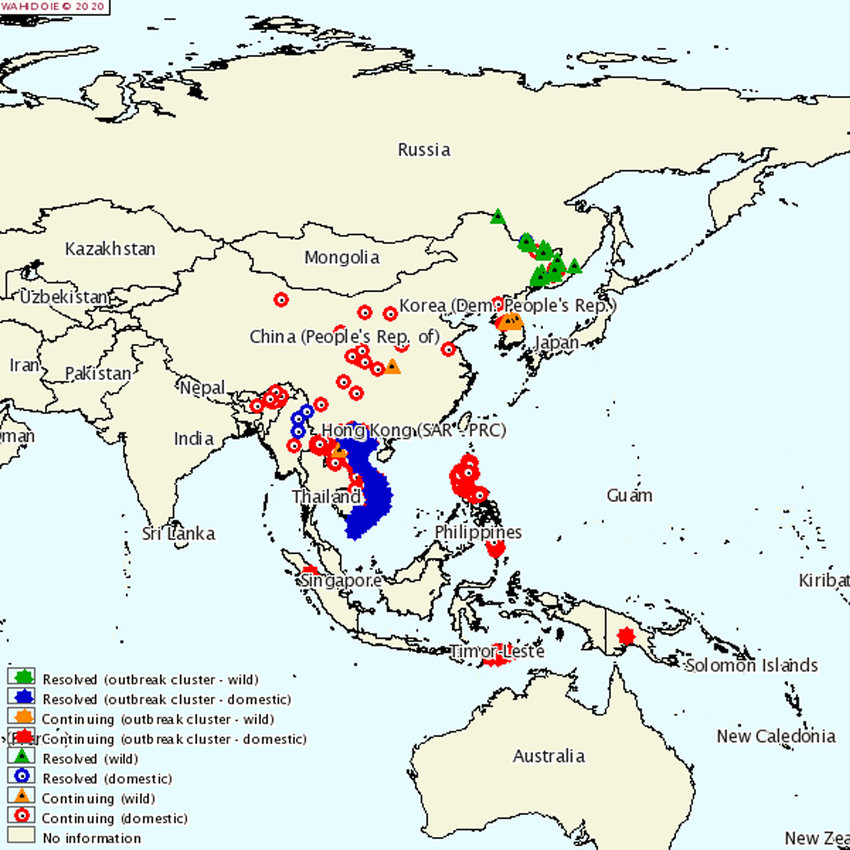 WAHID OIE © 2020
Russia
Kazakhstan
Mongolia
Uzbekistan
Korea (Dem. People's Rep.)
China (People's Rep. of)
Japan
Iran
Pakistan
Nepal
man
India
Hong Kong (SAR - PRC)
Thailand
Guam
Sri Lanka
Philippines
Singapore
Kiribat
Timor-Leste
Solomon Islands
Resolved (outbreak cluster - wild)
Resolved (outbreak cluster - domestic)
Continuing (outbreak cluster - wild)
Continuing (outbreak cluster - domestic)
New Caledonia
Resolved (wild)
Australia
Resolved (domestic)
Continuing (wild)
Continuing (domestic)
No information
New Zea